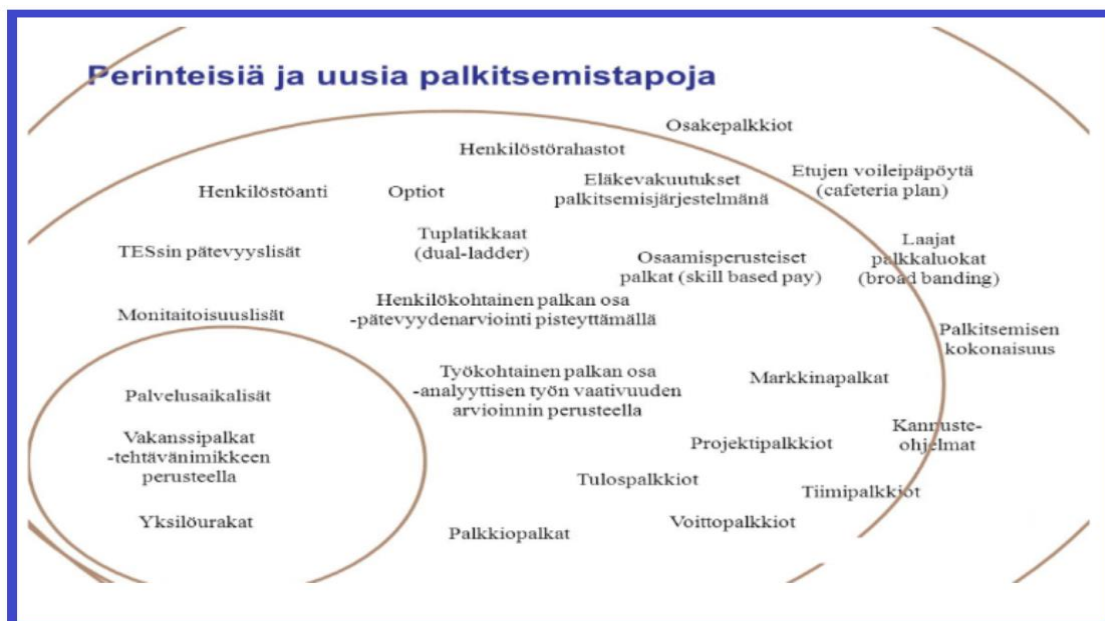 Perinteisiä ja uusia palkitsemistapoja
Osakepalkkiot
Henkilöstörahastot
Etujen voileipäpöytä
(cafeteria plan)
Henkilöstöanti
Optiot
Eläkevakuutukset
palkitsemisjärjestelmänä
TESsin pätevyyslisät
Tuplatikkaat
(dual-ladder)
Osaamisperusteiset
palkat (skill based pay)
Laajat
palkkaluokat
(broad banding)
Monitaitoisuuslisät
Henkilökohtainen palkan osa
-pätevyydenarviointi pisteyttämällä
Palkitsemisen
kokonaisuus
Palvelusaikalisät
Työkohtainen palkan osa
-analyyttisen työn vaativuuden
arvioinnin perusteella
Markkinapalkat
Vakanssipalkat
-tehtävänimikkeen
perusteella
Projektipalkkiot
Kannuste-
ohjelmat
Tulospalkkiot
Tiimipalkkiot
Yksilöurakat
Palkkiopalkat
Voittopalkkiot